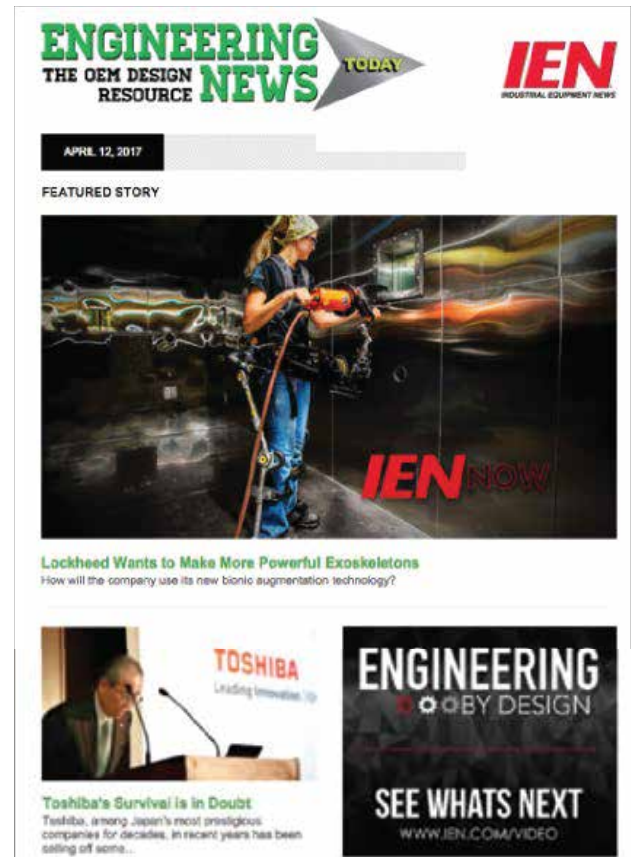 ENGINEERING
THE OEM DESIGN
RESOURCE NEWS
TODAY
IEN
INDUSTRIAL EQUIPMENT NEWS
APRIL 12, 2017
FEATURED STORY
IEN NOW
Lockheed Wants to Make More Powerful Exoskeletons
How will the company use its new bionic augmentation technology?
TOSHIBA
Leading Innovation
Toshiba's Survival is in Doubt
Toshiba, among Japan's most prestigious
companies for decades, in recent years has been
selling off some...
ENGINEERING
BY DESIGN
SEE WHATS NEXT
WWW.IEN.COM/VIDEO